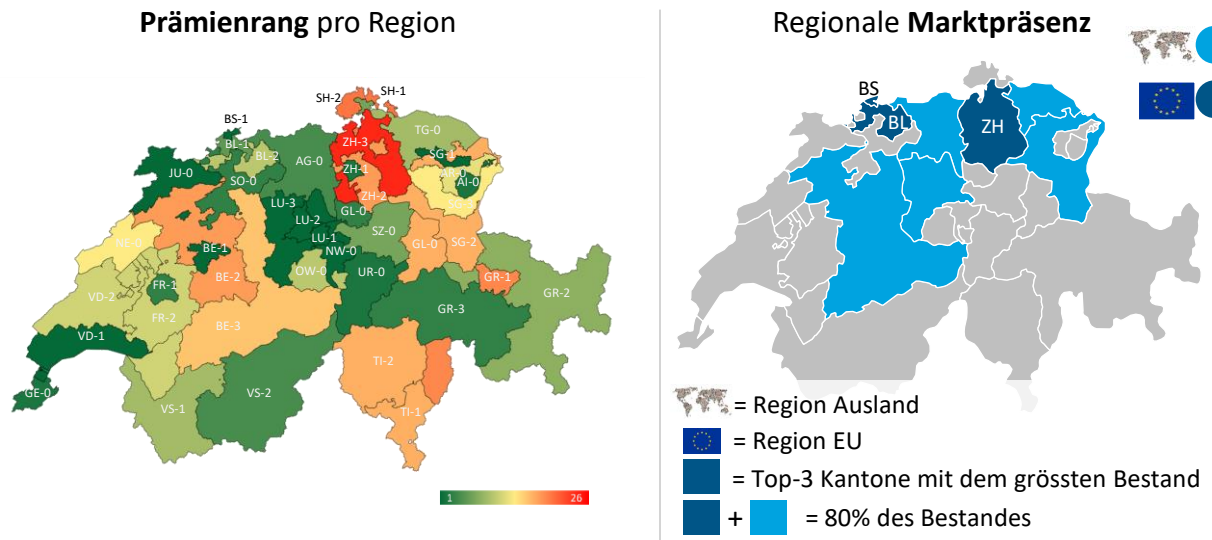 Prämienrang pro Region
SH-2
SH-1
BS-1
BL-1
BL-2
AG-0
ZH-3
TG-0
SG-1
AR-0
AI-0
JU-0
SO-0
ZH-1
ZH-2
LU-3
LU-2
GL-0
LU-1
NW-0
SZ-0
GL-0
SG-2
NE-0
BE-1
BE-2
OW-0
UR-0
GR-1
GR-2
VD-2
FR-1
FR-2
BE-3
GR-3
VD-1
TI-2
GE-0
VS-1
VS-2
TI-1
1
26
Regionale Marktpräsenz
BS
BL
ZH
= Region Ausland
= Region EU
= Top-3 Kantone mit dem grössten Bestand
+ = 80% des Bestandes